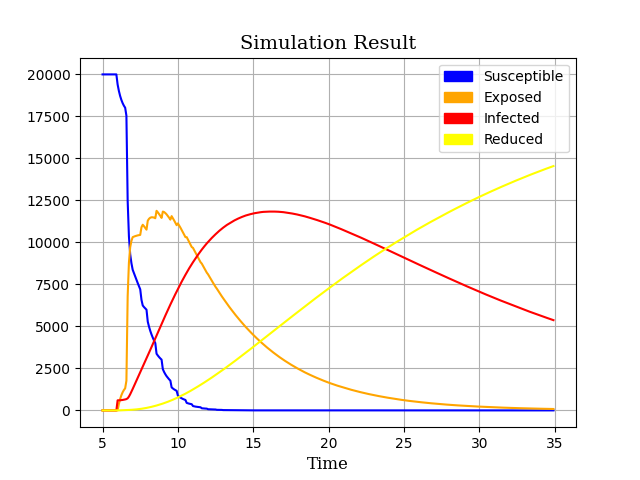 Simulation Result
20000
17500
15000
12500
10000
7500
5000
2500
0
Susceptible
Exposed
Infected
Reduced
5 10 15 20 25 30 35
Time